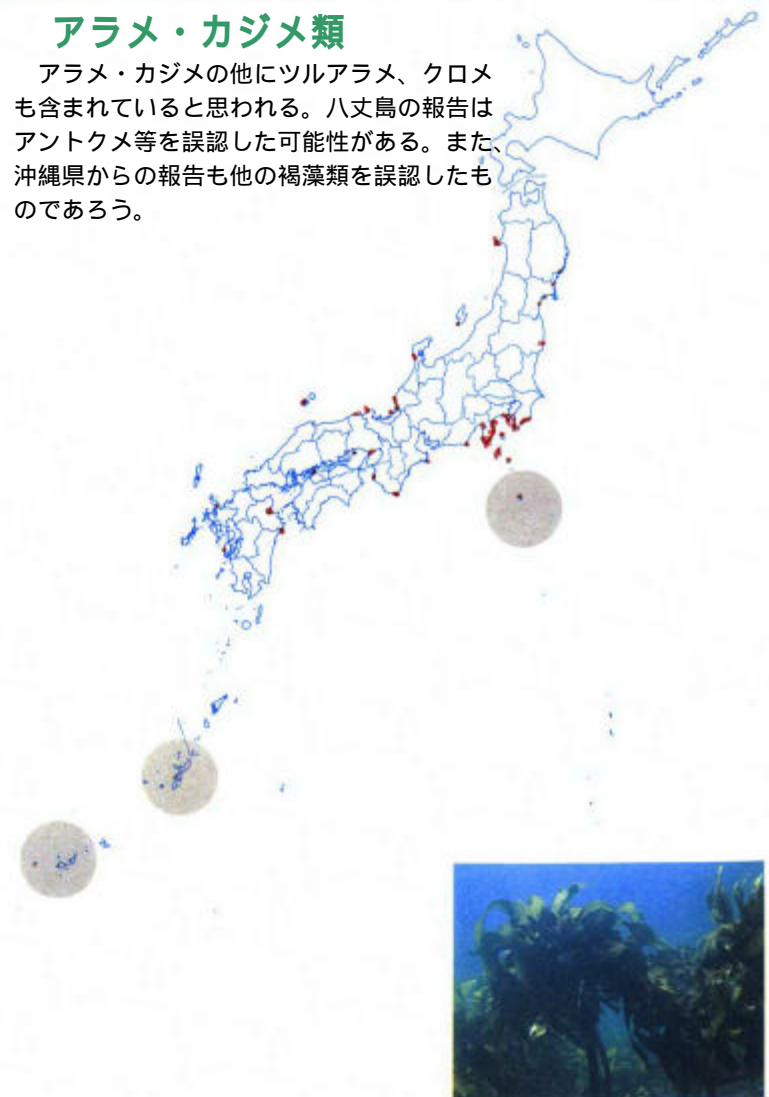 アラメ・カジメ類
アラメ・カジメの他にツルアラメ、クロメ
も含まれていると思われる。八丈島の報告は
アントクメ等を誤認した可能性がある。また、
沖縄県からの報告も他の褐藻類を誤認したも
のであろう。